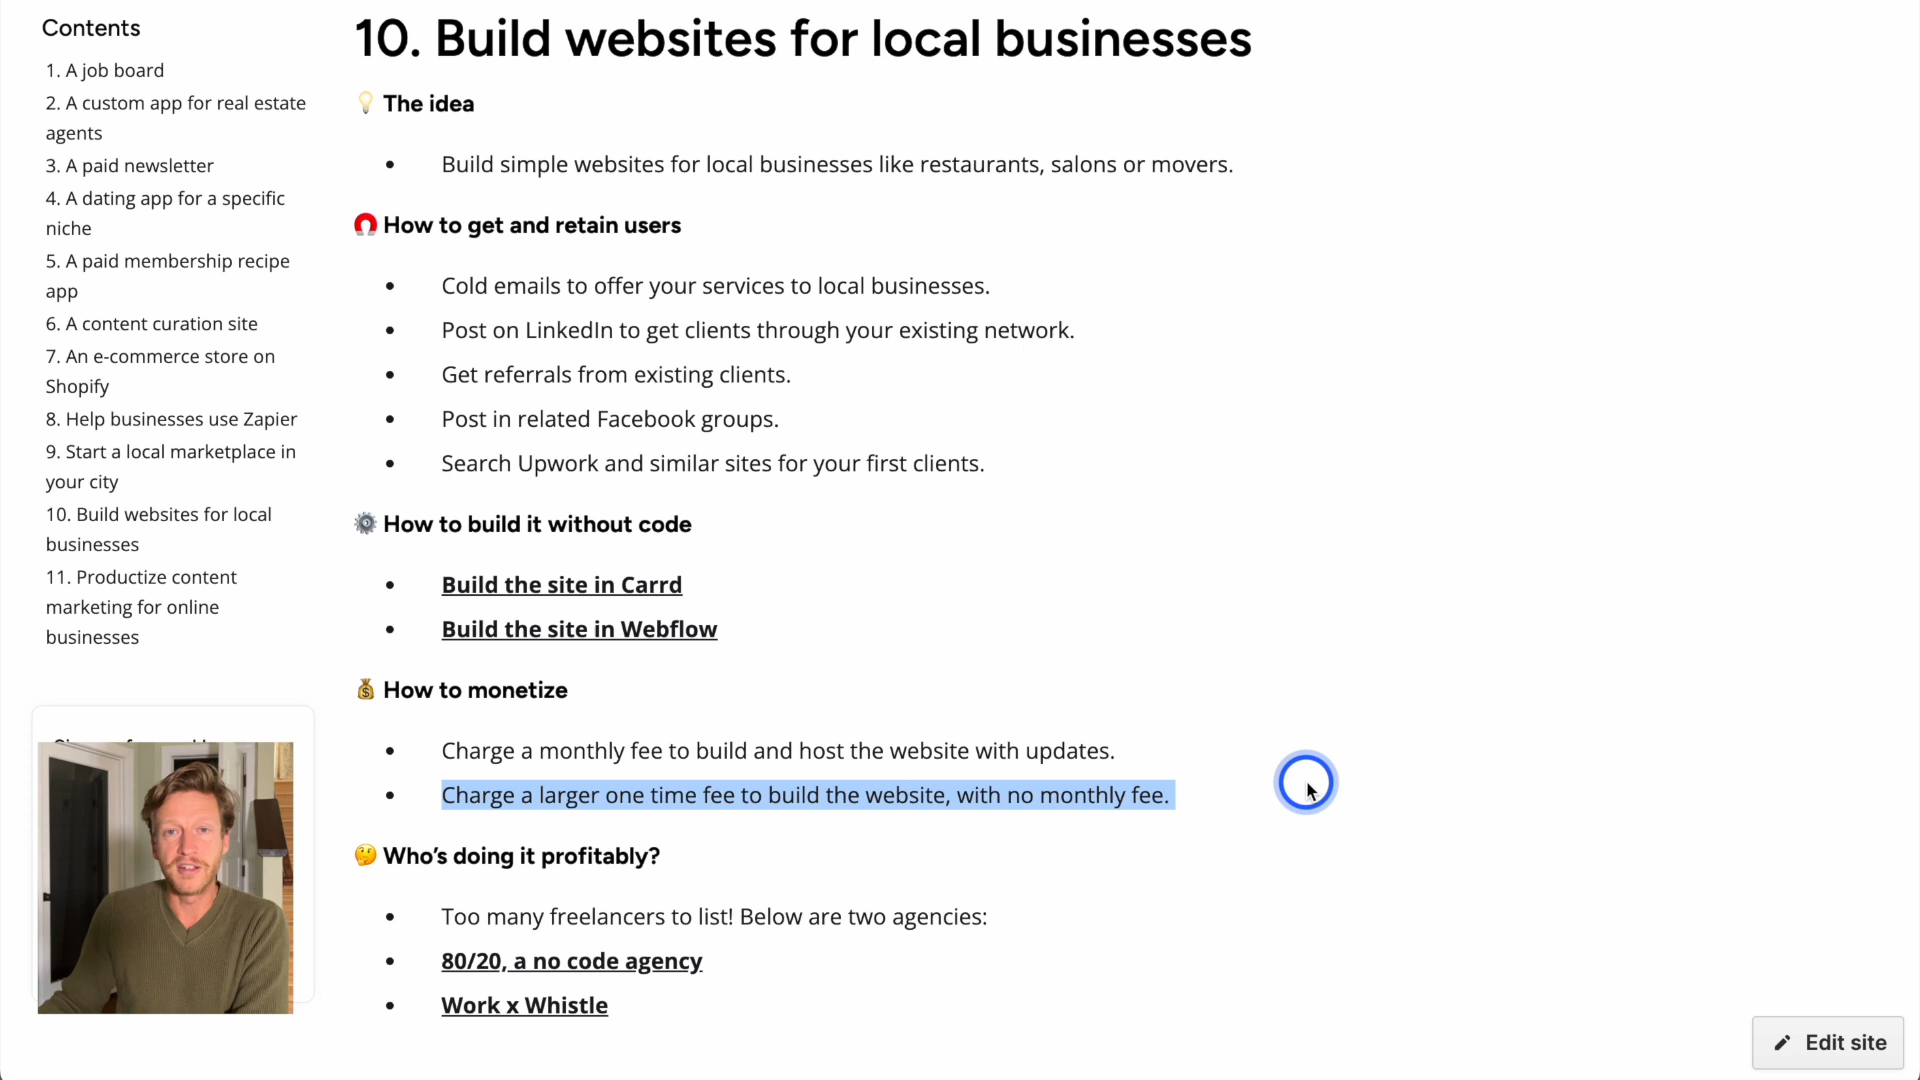 Contents
1. A job board
2. A custom app for real estate
agents
3. A paid newsletter
4. A dating app for a specific
niche
5. A paid membership recipe
app
6. A content curation site
7. An e-commerce store on
Shopify
8. Help businesses use Zapier
9. Start a local marketplace in
your city
10. Build websites for local
businesses
11. Productize content
marketing for online
businesses
10. Build websites for local businesses
The idea
• Build simple websites for local businesses like restaurants, salons or movers.
How to get and retain users
• Cold emails to offer your services to local businesses.
• Post on LinkedIn to get clients through your existing network.
• Get referrals from existing clients.
• Post in related Facebook groups.
• Search Upwork and similar sites for your first clients.
How to build it without code
• Build the site in Carrd
• Build the site in Webflow
How to monetize
• Charge a monthly fee to build and host the website with updates.
• Charge a larger one time fee to build the website, with no monthly fee.
Who's doing it profitably?
• Too many freelancers to list! Below are two agencies:
• 80/20, a no code agency
• Work x Whistle
Edit site